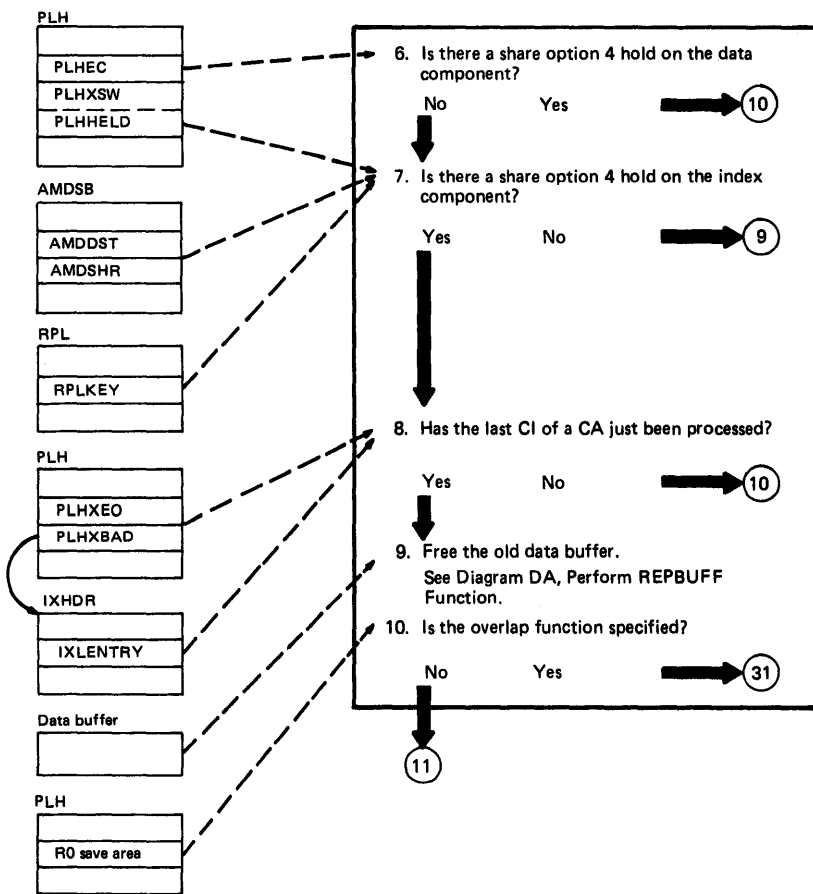 PLH
PLHEC
PLHXSW
PLHHELD
AMDSB
AMDDST
AMDSHR
RPL
RPLKEY
PLH
PLHXEO
PLHXBAD
IXHDR
IXLENTRY
Data buffer
PLH
R0 save area
6. Is there a share option 4 hold on the data
component?
No Yes 10
7. Is there a share option 4 hold on the index
component?
Yes No 9
8. Has the last CI of a CA just been processed?
Yes No 10
9. Free the old data buffer.
See Diagram DA, Perform REPBUFF
Function.
10. Is the overlap function specified?
No Yes 31
11